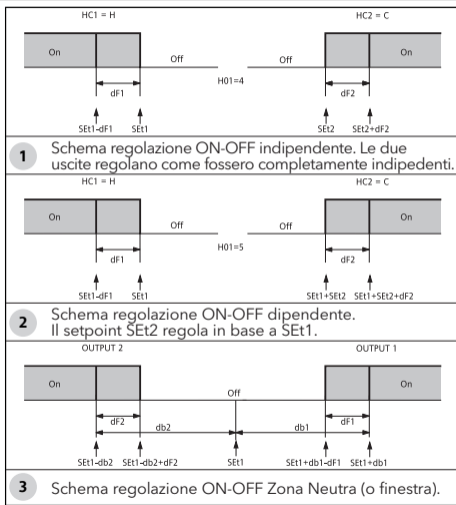 HC1 = H
HC2 = C
On
Off
Off
On
H01=4
dF1
dF2
SEt1-dF1
SEt1
SEt2
SEt2+dF2
1
Schema regolazione ON-OFF indipendente. Le due
uscite regolano come fossero completamente indipedenti.
HC1 = H
HC2 = C
On
Off
Off
On
H01=5
dF1
dF2
SEt1-dF1
SEt1
SEt1+SEt2
SEt1+SEt2+dF2
2
Schema regolazione ON-OFF dipendente.
Il setpoint SEt2 regola in base a SEt1.
OUTPUT 2
OUTPUT 1
On
Off
On
dF2
db2
db1
dF1
SEt1-db2
SEt1-db2+dF2
SEt1
SEt1+db1-dF1
SEt1+db1
3
Schema regolazione ON-OFF Zona Neutra (o finestra).